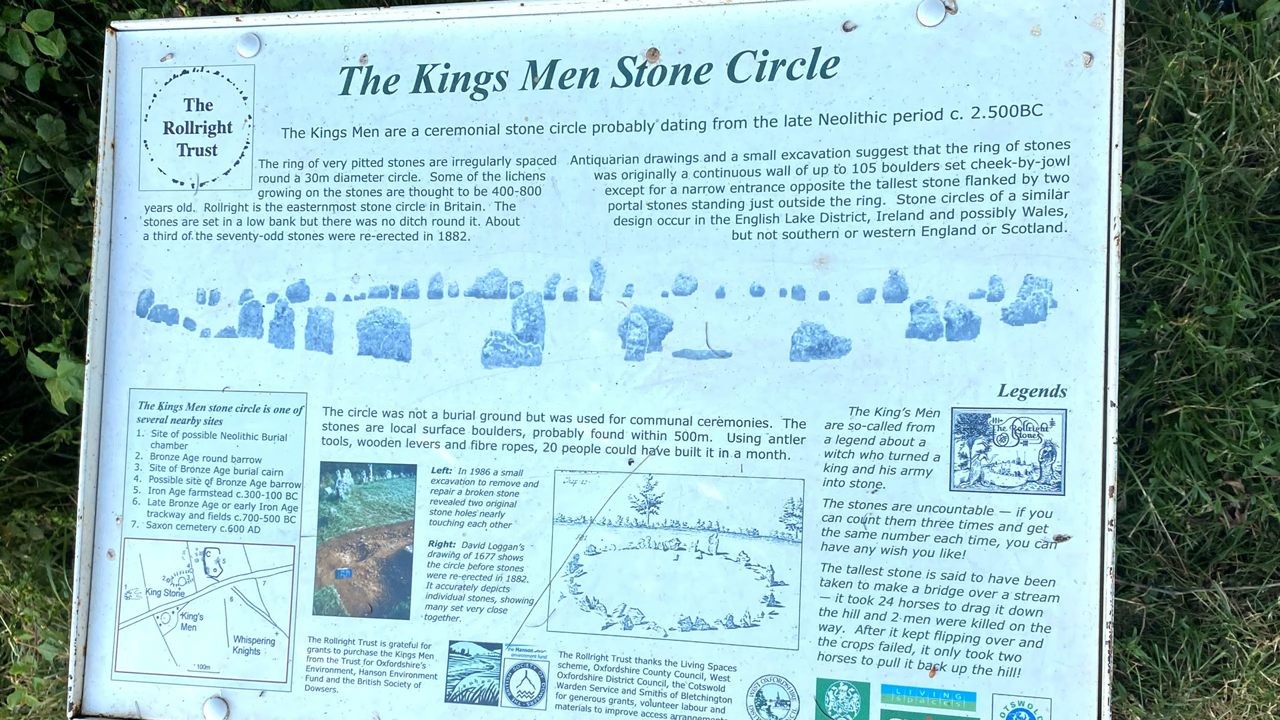 The Kings Men Stone Circle
The
Rollright
Trust
The Kings Men are a ceremonial stone circle probably dating from the late Neolithic period c. 2.500BC
The ring of very pitted stones are irregularly spaced
round a 30m diameter circle. Some of the lichens
growing on the stones are thought to be 400-800
years old. Rollright is the easternmost stone circle in Britain. The
stones are set in a low bank but there was no ditch round it. About
a third of the seventy-odd stones were re-erected in 1882.
Antiquarian drawings and a small excavation suggest that the ring of stones
was originally a continuous wall of up to 105 boulders set cheek-by-jowl
except for a narrow entrance opposite the tallest stone flanked by two
portal stones standing just outside the ring. Stone circles of a similar
design occur in the English Lake District, Ireland and possibly Wales,
but not southern or western England or Scotland.
The Kings Men stone circle is one of
several nearby sites
1. Site of possible Neolithic Burial
chamber
2. Bronze Age round barrow
3. Site of Bronze Age burial cairn
4. Possible site of Bronze Age barrow
5. Iron Age farmstead c.300-100 BC
6. Late Bronze Age or early Iron Age
trackway and fields c.700-500 BC
7. Saxon cemetery c.600 AD
King Stone
King's
Men
Whispering
Knights
100m
The circle was not a burial ground but was used for communal ceremonies. The
stones are local surface boulders, probably found within 500m. Using antler
tools, wooden levers and fibre ropes, 20 people could have built it in a month.
Left: In 1986 a small
excavation to remove and
repair a broken stone
revealed two original
stone holes nearly
touching each other
Right: David Loggan's
drawing of 1677 shows
the circle before stones
were re-erected in 1882.
It accurately depicts
individual stones, showing
many set very close
together.
The Rollright Trust is grateful for
grants to purchase the Kings Men
from the Trust for Oxfordshire's
Environment, Hanson Environment
Fund and the British Society of
Dowsers.
The Rollright Trust thanks the Living Spaces
scheme, Oxfordshire County Council, West
Oxfordshire District Council, the Cotswold
Warden Service and Smiths of Bletchington
for generous grants, volunteer labour and
materials to improve access arrangements
Legends
The King's Men
are so-called from
a legend about a
witch who turned a
king and his army
into stone.
The Rollright
Stones
The stones are uncountable — if you
can count them three times and get
the same number each time, you can
have any wish you like!
The tallest stone is said to have been
taken to make a bridge over a stream
— it took 24 horses to drag it down
the hill and 2 men were killed on the
way. After it kept flipping over and
the crops failed, it only took two
horses to pull it back up the hill!
LIVING
spaces